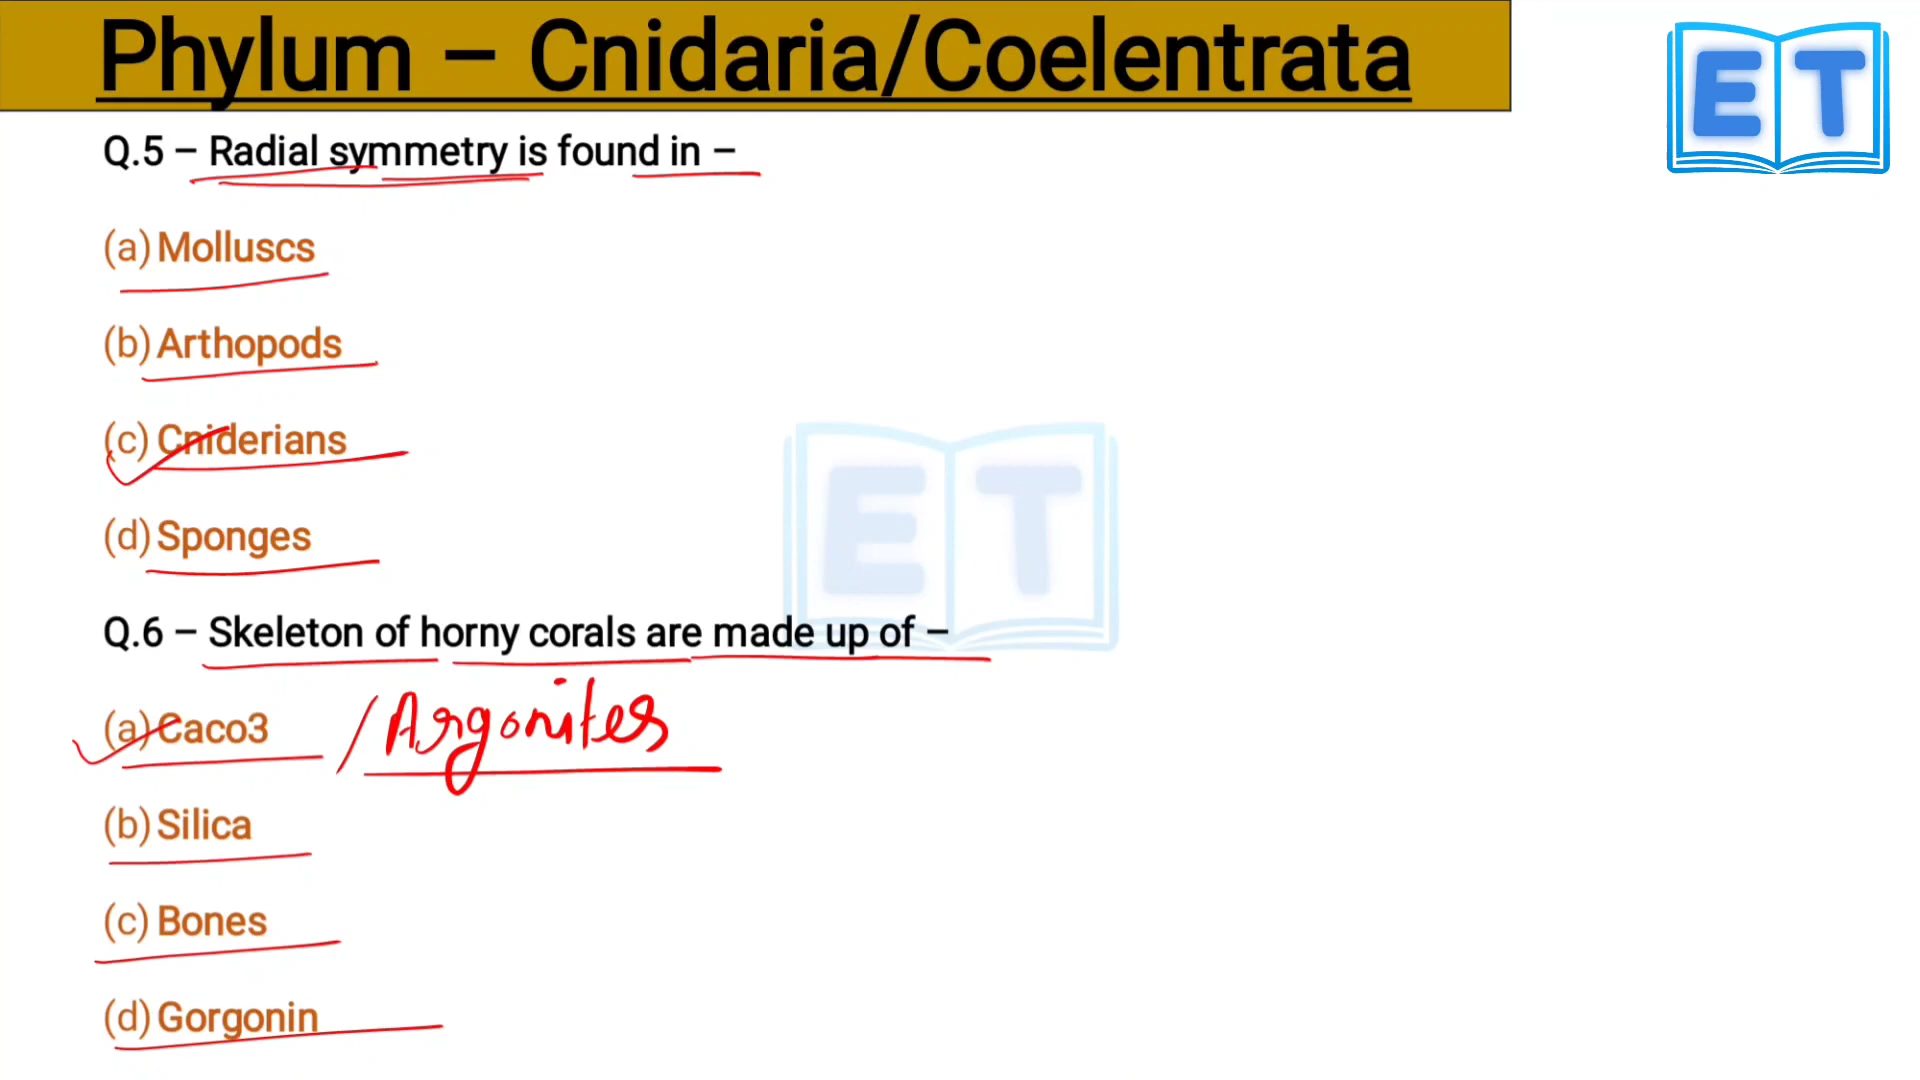 Phylum – Cnidaria/Coelentrata
ET
Q.5 – Radial symmetry is found in –
(a) Molluscs
(b) Arthopods
(c) Cniderians
(d) Sponges
ET
Q.6 – Skeleton of horny corals are made up of –
(a) Caco3 / Argonites
(b) Silica
(c) Bones
(d) Gorgonin